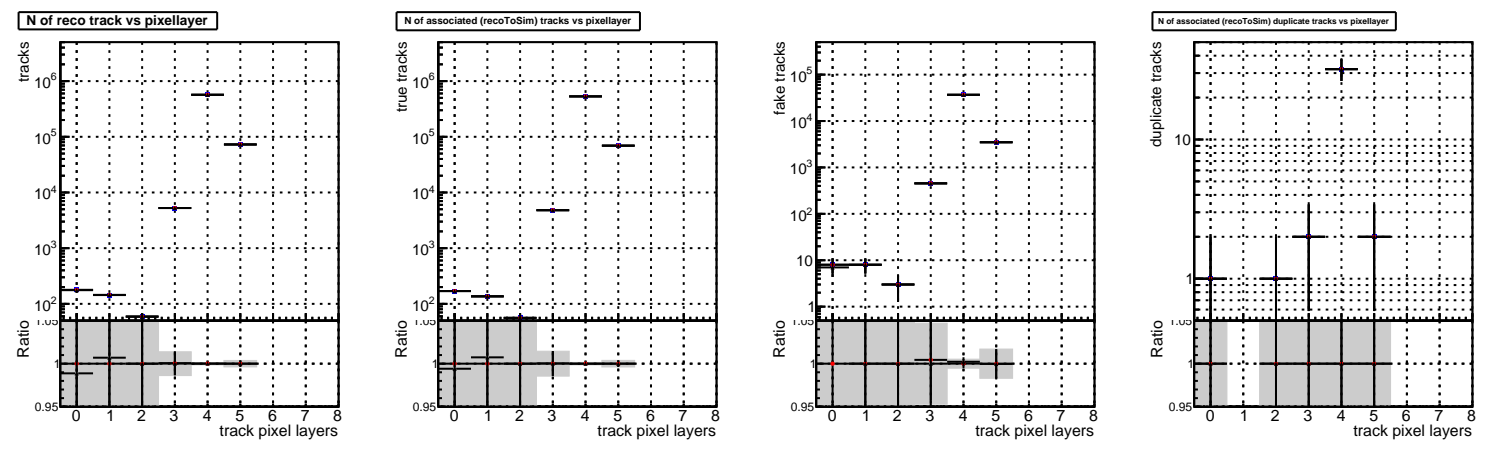 N of reco track vs pixellayer
tracks
10^6
10^5
10^4
10^3
10^2
1.05
Ratio
1
0.95
0 1 2 3 4 5 6 7 8
track pixel layers
N of associated (recoToSim) tracks vs pixellayer
true tracks
10^6
10^5
10^4
10^3
10^2
1.05
Ratio
1
0.95
0 1 2 3 4 5 6 7 8
track pixel layers
fake tracks
10^5
10^4
10^3
10^2
10
1
1.05
Ratio
1
0.95
0 1 2 3 4 5 6 7 8
track pixel layers
N of associated (recoToSim) duplicate tracks vs pixellayer
duplicate tracks
10
1
1.05
Ratio
1
0.95
0 1 2 3 4 5 6 7 8
track pixel layers